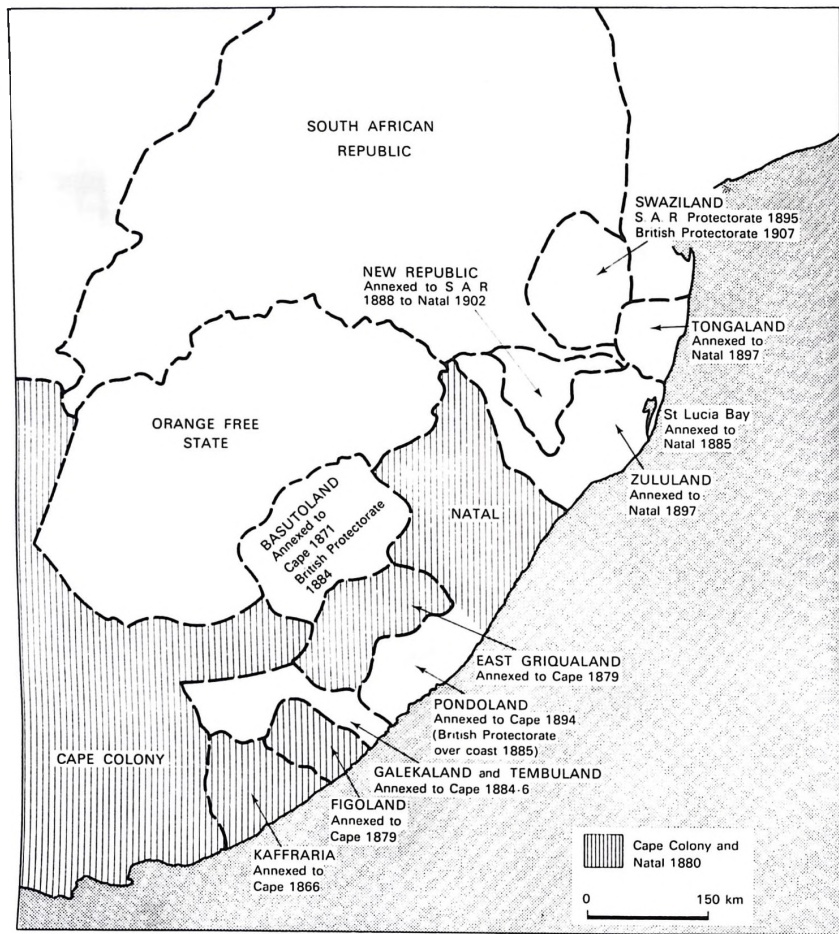 SOUTH AFRICAN
REPUBLIC
SWAZILAND
S. A. R Protectorate 1895
British Protectorate 1907
NEW REPUBLIC
Annexed to S A R
1888 to Natal 1902
TONGALAND
Annexed to
Natal 1897
ORANGE FREE
STATE
St Lucia Bay
Annexed to
Natal 1885
ZULULAND
Annexed to
Natal 1897
BASUTOLAND
Annexed to
Cape 1871
British Protectorate
1884
NATAL
EAST GRIQUALAND
Annexed to Cape 1879
PONDOLAND
Annexed to Cape 1894
(British Protectorate
over coast 1885)
CAPE COLONY
GALEKALAND and TEMBULAND
Annexed to Cape 1884-6
FIGOLAND
Annexed to
Cape 1879
KAFFRARIA
Annexed to
Cape 1866
Cape Colony and
Natal 1880
0 150 km